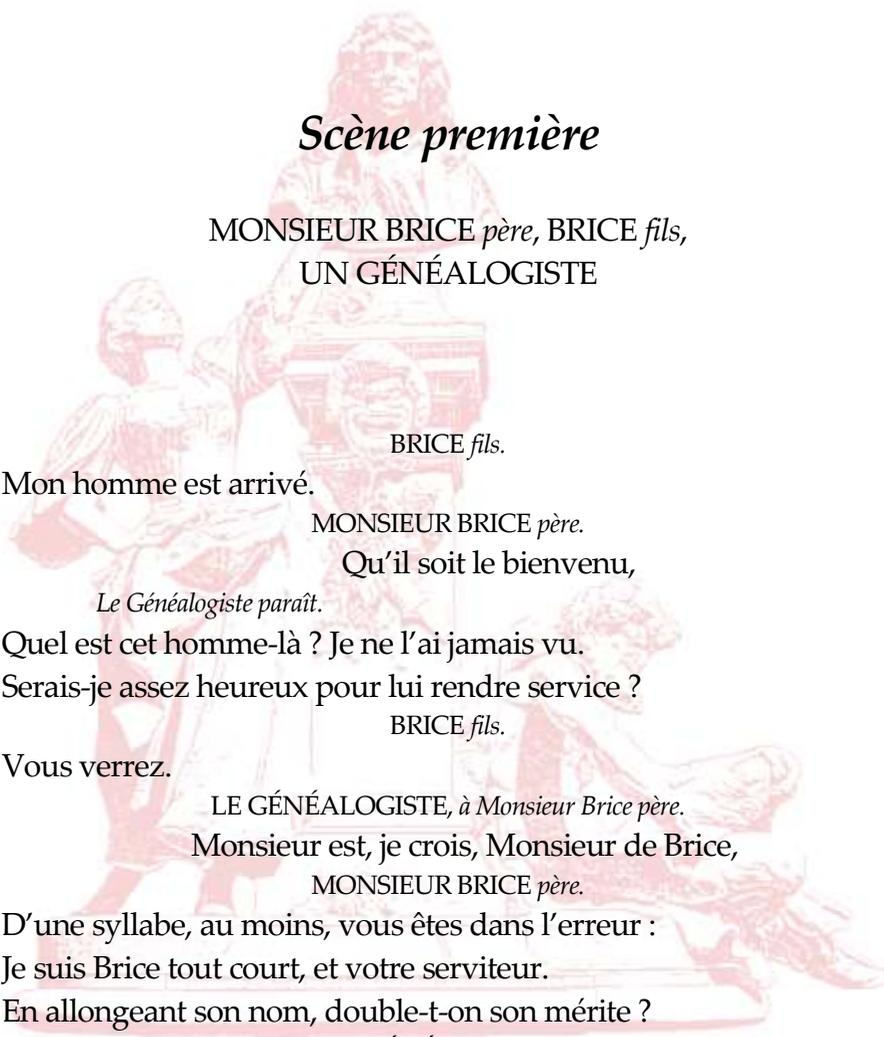 Scène première
MONSIEUR BRICE père, BRICE fils,
UN GÉNÉALOGISTE
BRICE fils.
Mon homme est arrivé.
MONSIEUR BRICE père.
Qu’il soit le bienvenu,
Le Généalogiste paraît.
Quel est cet homme-là ? Je ne l’ai jamais vu.
Serais-je assez heureux pour lui rendre service ?
BRICE fils.
Vous verrez.
LE GÉNÉALOGISTE, à Monsieur Brice père.
Monsieur est, je crois, Monsieur de Brice,
MONSIEUR BRICE père.
D’une syllabe, au moins, vous êtes dans l’erreur :
Je suis Brice tout court, et votre serviteur.
En allongeant son nom, double-t-on son mérite ?